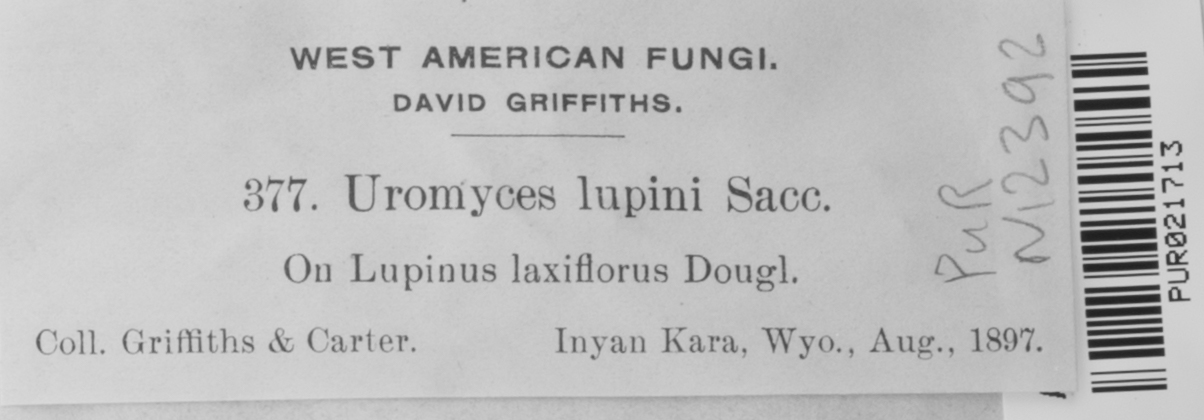 WEST AMERICAN FUNGI.
DAVID GRIFFITHS.
377. Uromyces lupini Sacc.
On Lupinus laxiflorus Dougl.
Coll. Griffiths & Carter. Inyan Kara, Wyo., Aug., 1897.
PUR
N12392
PUR021713